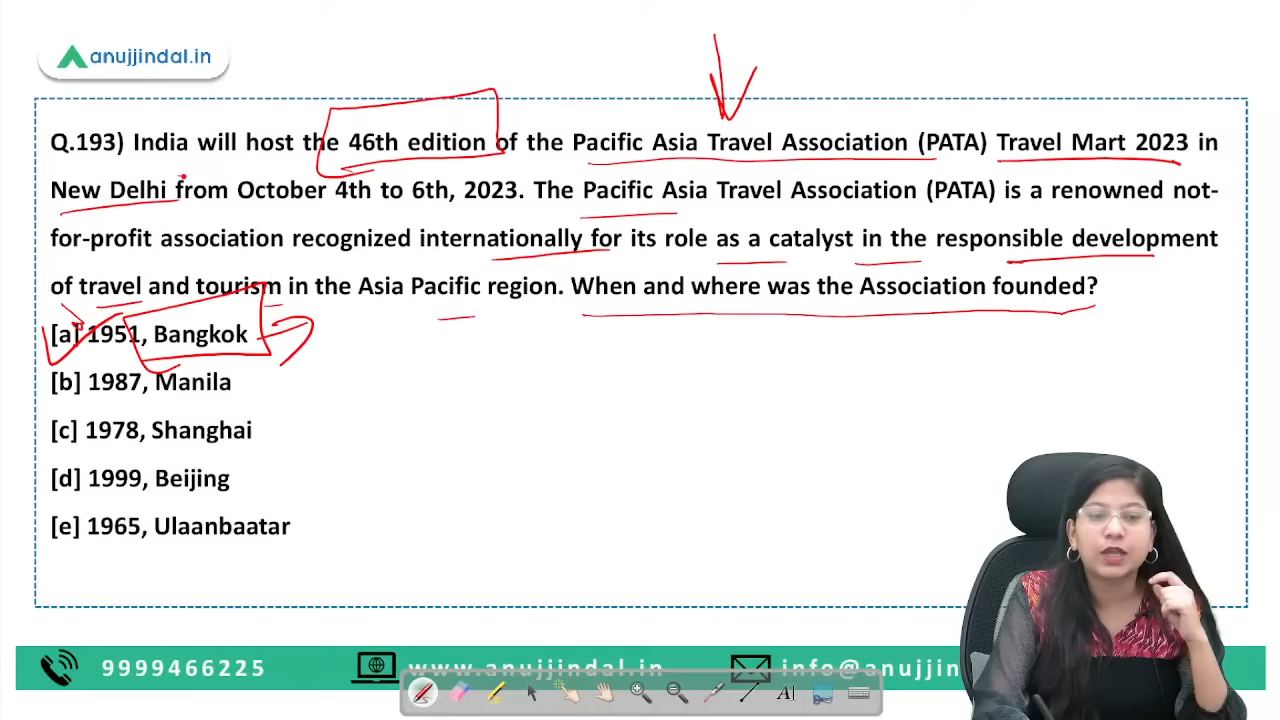 anujjindal.in
Q.193) India will host the 46th edition of the Pacific Asia Travel Association (PATA) Travel Mart 2023 in
New Delhi from October 4th to 6th, 2023. The Pacific Asia Travel Association (PATA) is a renowned not-
for-profit association recognized internationally for its role as a catalyst in the responsible development
of travel and tourism in the Asia Pacific region. When and where was the Association founded?
[a] 1951, Bangkok
[b] 1987, Manila
[c] 1978, Shanghai
[d] 1999, Beijing
[e] 1965, Ulaanbaatar
9999466225 www.anujjindal.in info@anujjin